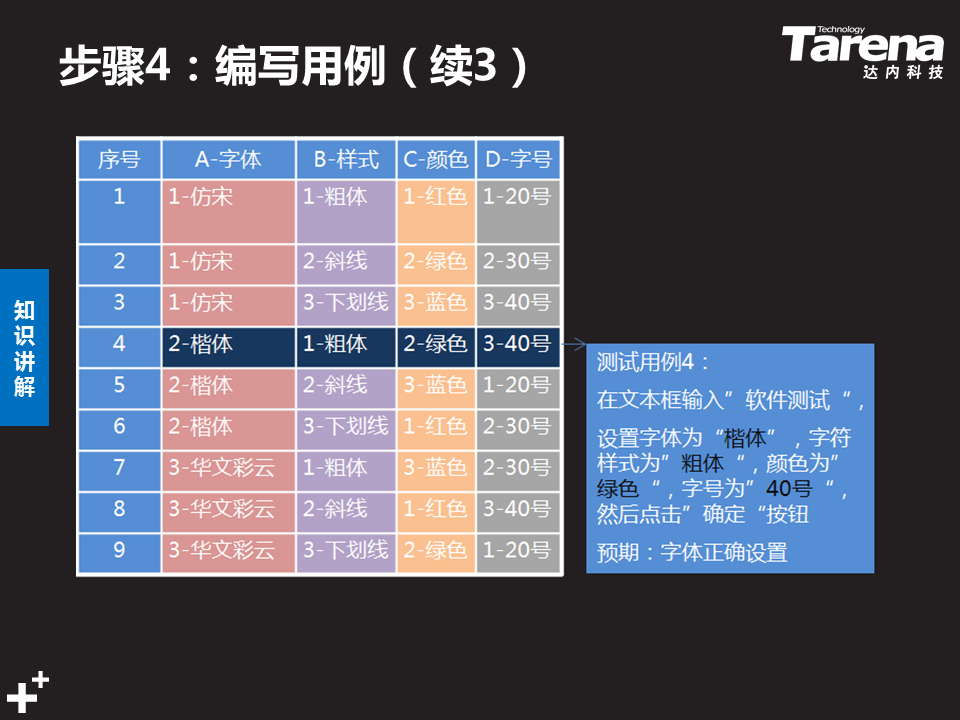 步骤4：编写用例（续3）
Technology
Tarena
达内科技
知识讲解
序号 A-字体 B-样式 C-颜色 D-字号
1 1-仿宋 1-粗体 1-红色 1-20号
2 1-仿宋 2-斜线 2-绿色 2-30号
3 1-仿宋 3-下划线 3-蓝色 3-40号
4 2-楷体 1-粗体 2-绿色 3-40号
5 2-楷体 2-斜线 3-蓝色 1-20号
6 2-楷体 3-下划线 1-红色 2-30号
7 3-华文彩云 1-粗体 3-蓝色 2-30号
8 3-华文彩云 2-斜线 1-红色 3-40号
9 3-华文彩云 3-下划线 2-绿色 1-20号
测试用例4：
在文本框输入”软件测试“，
设置字体为“楷体”，字符
样式为”粗体“，颜色为”
绿色“，字号为”40号“，
然后点击”确定“按钮
预期：字体正确设置